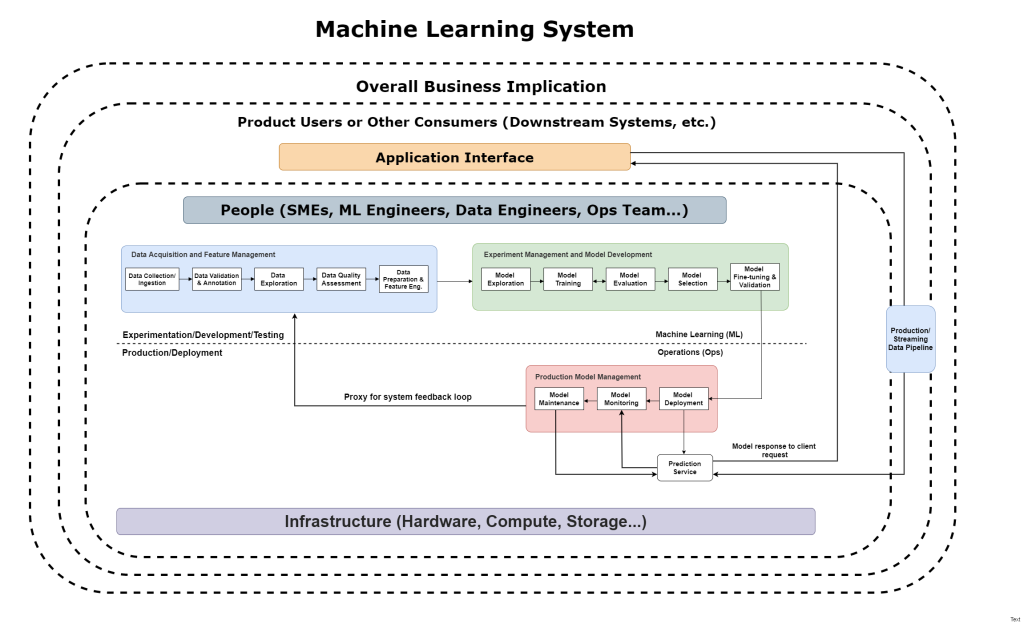 Machine Learning System
Overall Business Implication
Product Users or Other Consumers (Downstream Systems, etc.)
Application Interface
People (SMEs, ML Engineers, Data Engineers, Ops Team...)
Data Acquisition and Feature Management
Data Collection/
Ingestion
Data Validation
& Annotation
Data
Exploration
Data Quality
Assessment
Data
Preparation &
Feature Eng.
Experiment Management and Model Development
Model
Exploration
Model
Training
Model
Evaluation
Model
Selection
Model
Fine-tuning &
Validation
Production/
Streaming
Data Pipeline
Experimentation/Development/Testing
Machine Learning (ML)
Production/Deployment
Operations (Ops)
Production Model Management
Model
Maintenance
Model
Monitoring
Model
Deployment
Proxy for system feedback loop
Model response to client
request
Prediction
Service
Infrastructure (Hardware, Compute, Storage...)
Text